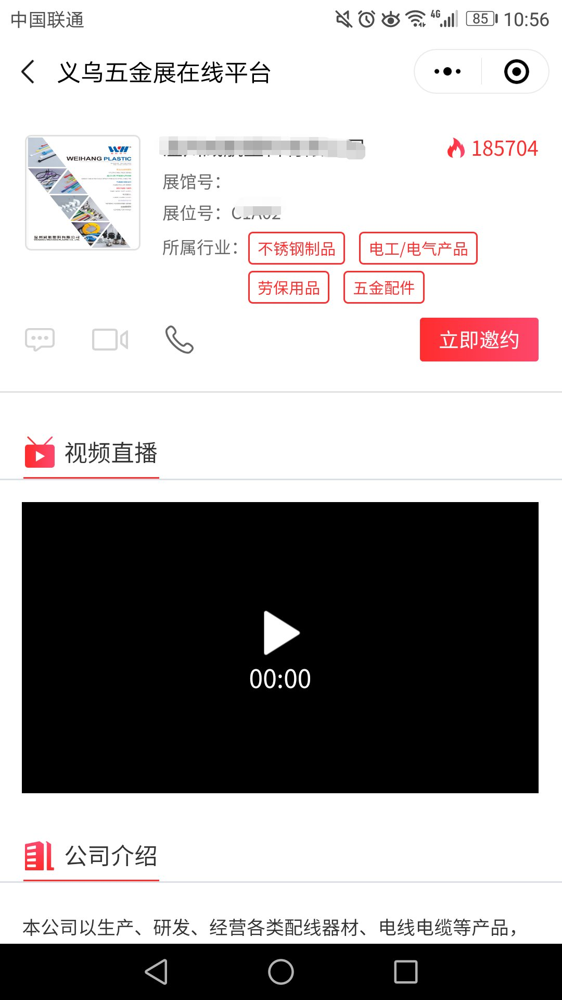 中国联通
4G
85
10:56
义乌五金展在线平台
WH
WEIHANG PLASTIC
温州威航塑料有限公司
WENZHOU WEIHANG PLASTIC CO., LTD.
185704
展馆号：
展位号：
所属行业：
不锈钢制品
电工/电气产品
劳保用品
五金配件
立即邀约
视频直播
00:00
公司介绍
本公司以生产、研发、经营各类配线器材、电线电缆等产品，